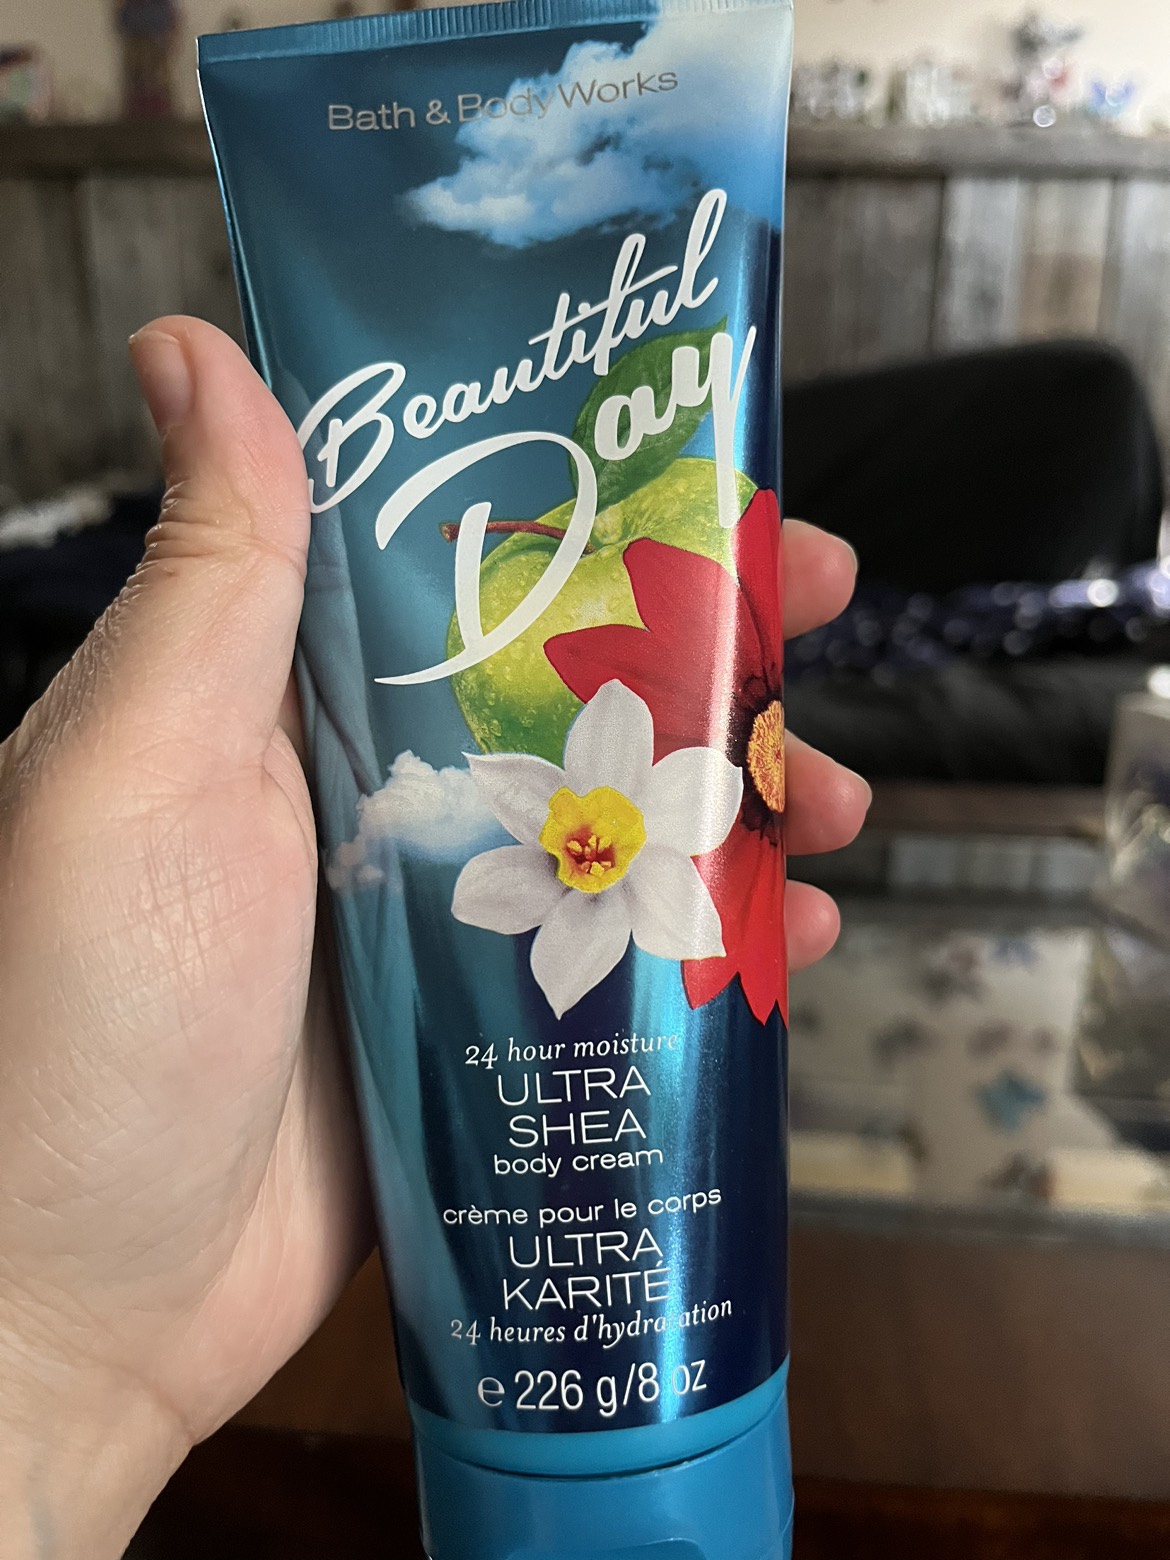 Bath & Body Works
Beautiful
Day
24 hour moisture
ULTRA
SHEA
body cream
crème pour le corps
ULTRA
KARITÉ
24 heures d'hydratation
e 226 g/8 oz